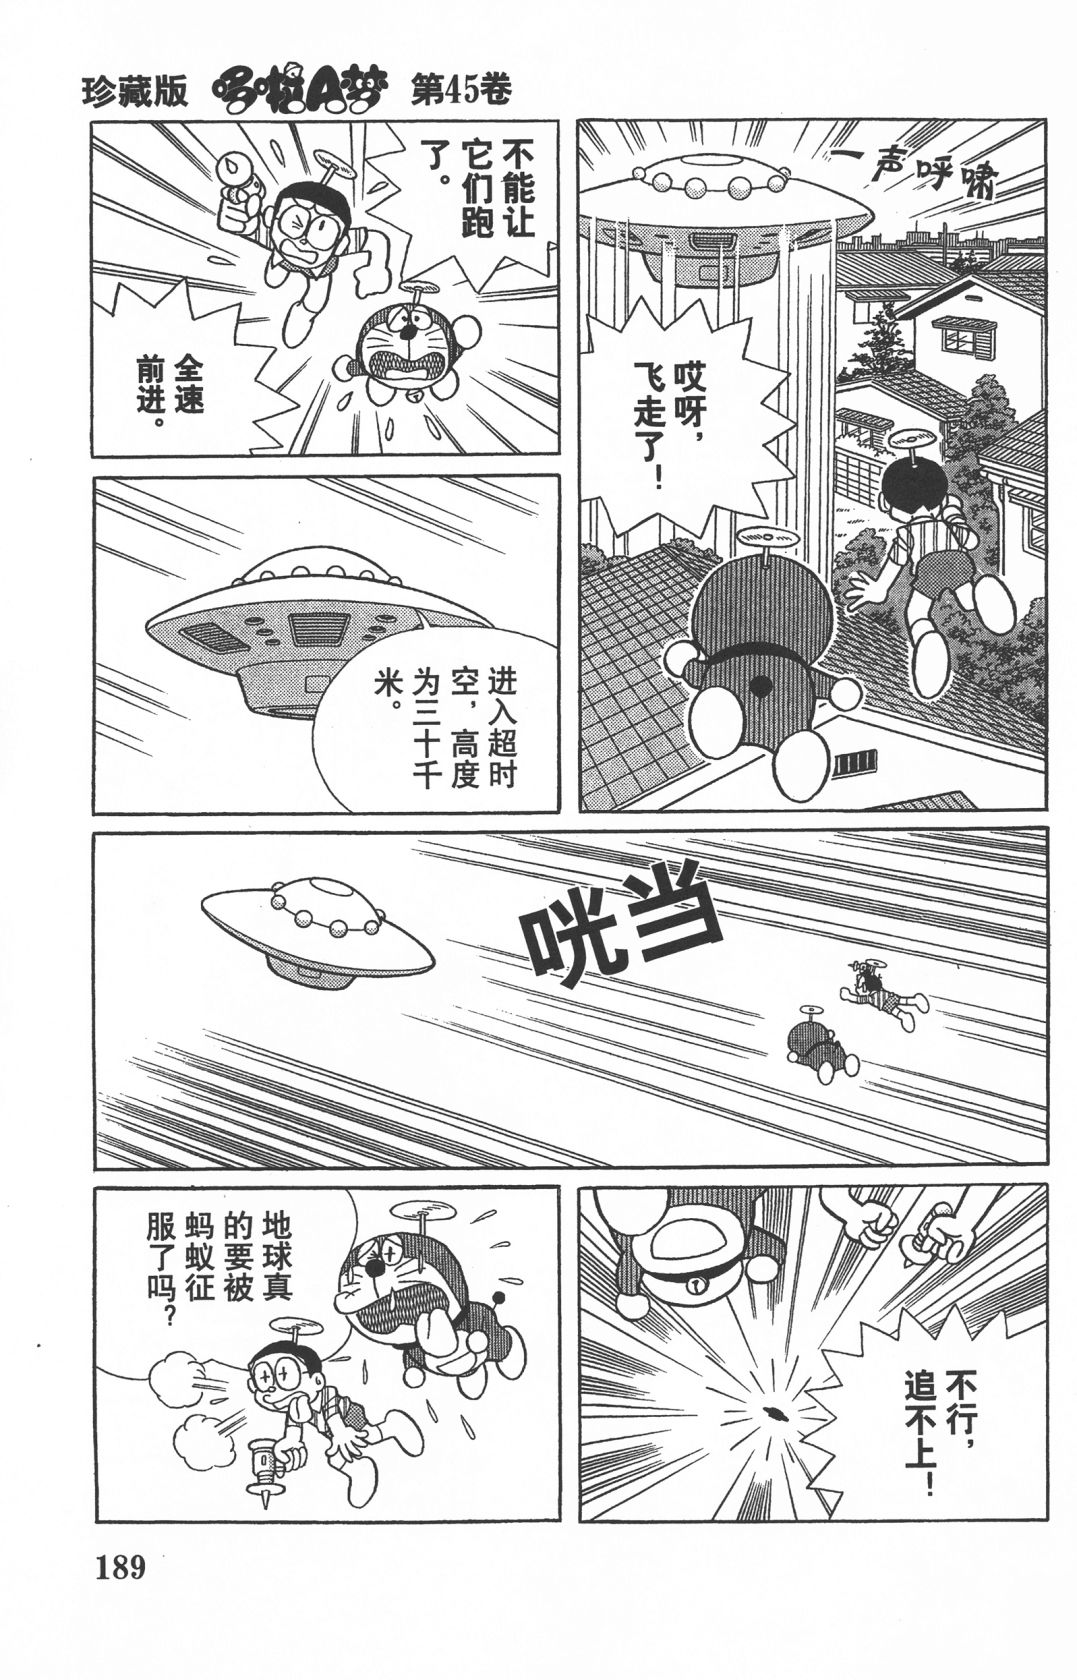 珍藏版 哆啦A梦 第45卷
一声呼啸
哎呀，
飞走了！
不能让
它们跑
了。
全速
前进。
进入超时
空，高度
为三十千
米。
咣当
不行，
追不上！
地球真
的要被
蚂蚁征
服了吗？
189